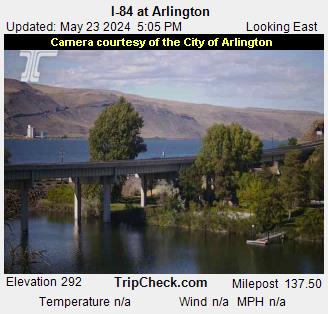 I-84 at Arlington
Updated: May 23 2024 5:05 PM Looking East
Camera courtesy of the City of Arlington
Elevation 292 TripCheck.com Milepost 137.50
Temperature n/a Wind n/a MPH n/a